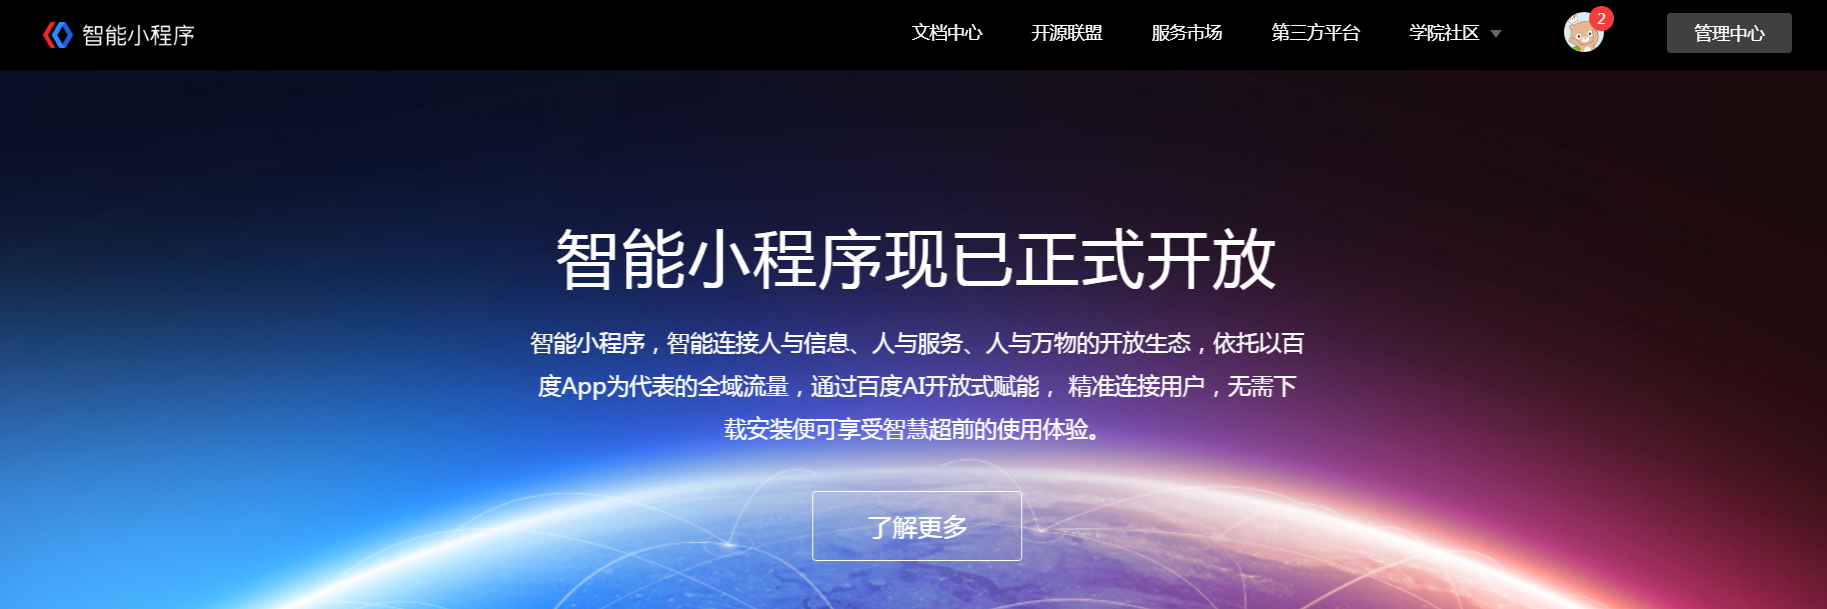 智能小程序
文档中心
开源联盟
服务市场
第三方平台
学院社区
2
管理中心
智能小程序现已正式开放
智能小程序，智能连接人与信息、人与服务、人与万物的开放生态，依托以百
度App为代表的全域流量，通过百度AI开放式赋能， 精准连接用户，无需下
载安装便可享受智慧超前的使用体验。
了解更多